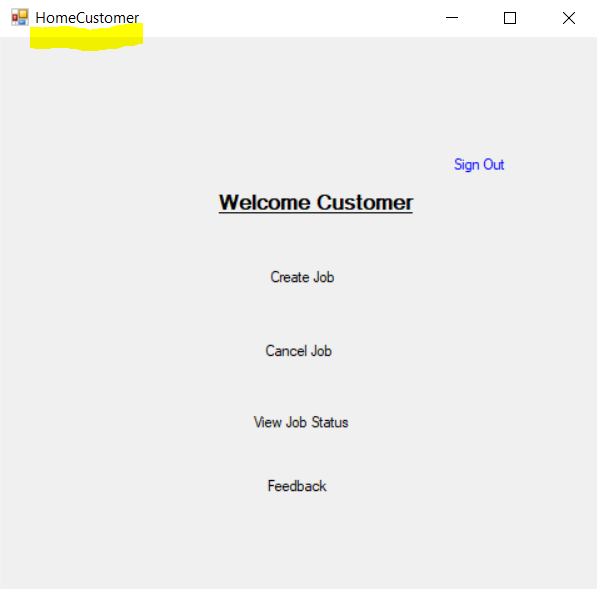 HomeCustomer
Sign Out
Welcome Customer
Create Job
Cancel Job
View Job Status
Feedback